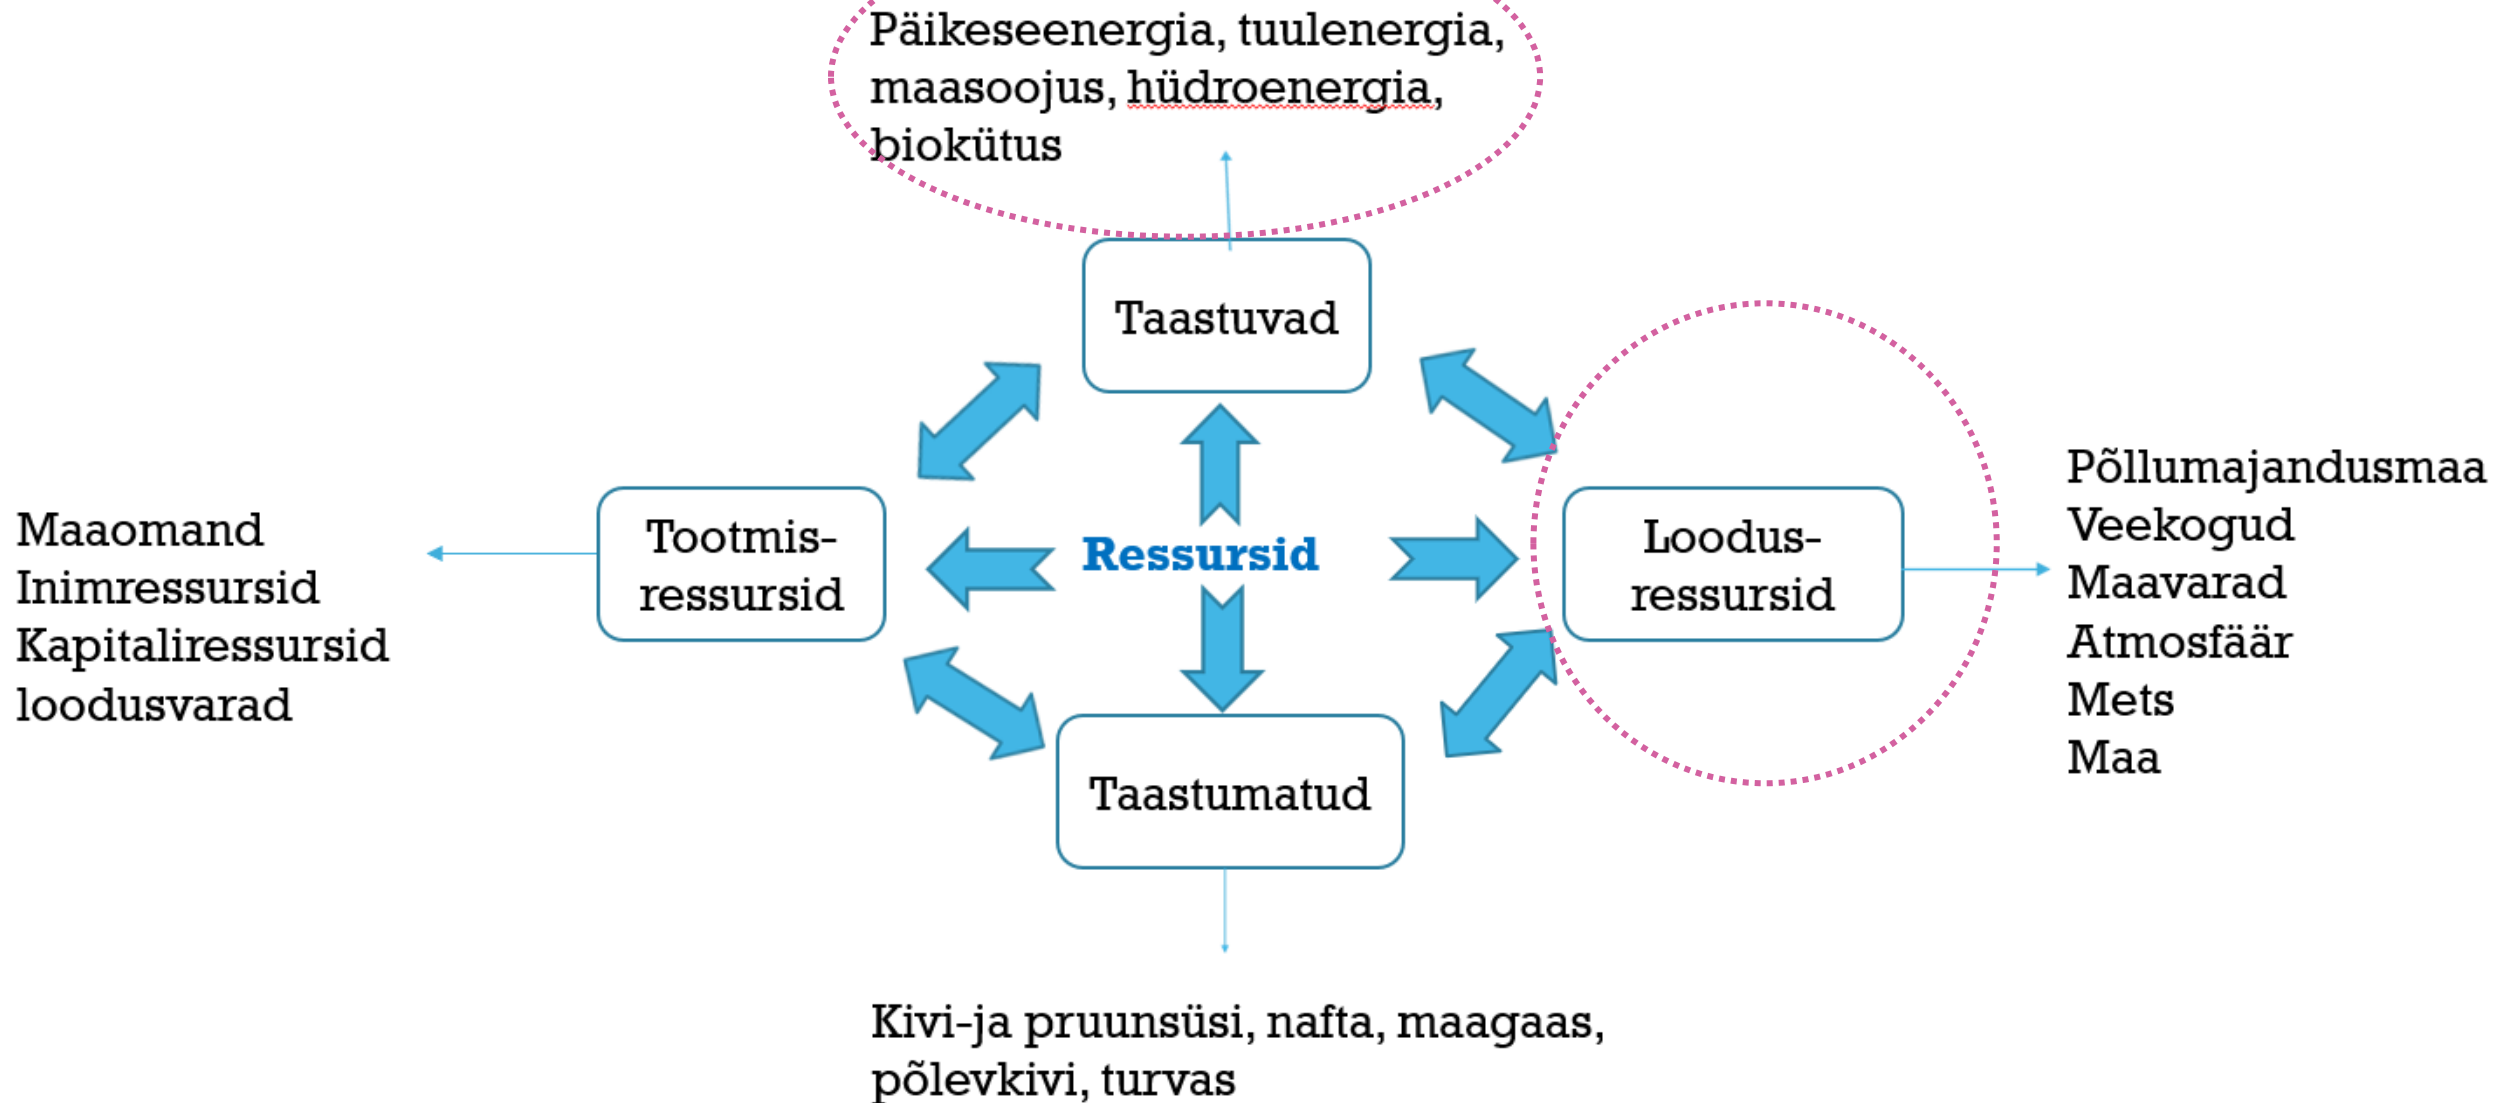 Päikeseenergia, tuulenergia,
maasoojus, hüdroenergia,
biokütus
Taastuvad
Maaomand
Inimressursid
Kapitaliressursid
loodusvarad
Tootmis-
ressursid
Ressursid
Loodus-
ressursid
Põllumajandusmaa
Veekogud
Maavarad
Atmosfäär
Mets
Maa
Taastumatud
Kivi-ja pruunsüsi, nafta, maagaas,
põlevkivi, turvas